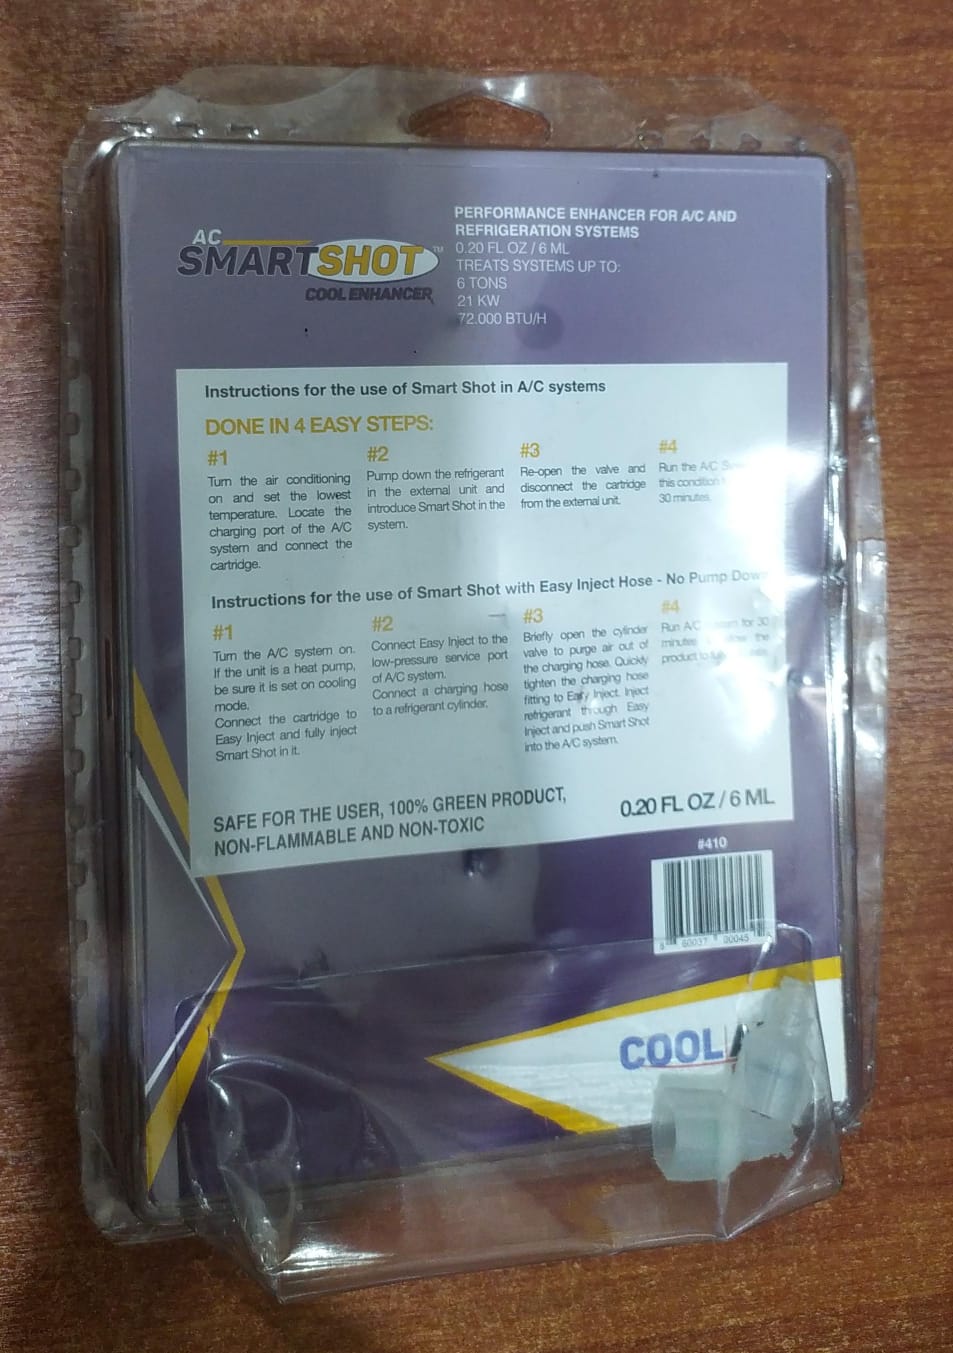 AC
SMARTSHOT™
COOL ENHANCER
PERFORMANCE ENHANCER FOR A/C AND
REFRIGERATION SYSTEMS
0.20 FL OZ / 6 ML
TREATS SYSTEMS UP TO:
6 TONS
21 KW
72.000 BTU/H
Instructions for the use of Smart Shot in A/C systems
DONE IN 4 EASY STEPS:
#1
Turn the air conditioning
on and set the lowest
temperature. Locate the
charging port of the A/C
system and connect the
cartridge.
#2
Pump down the refrigerant
in the external unit and
introduce Smart Shot in the
system.
#3
Re-open the valve and
disconnect the cartridge
from the external unit.
#4
Run the A/C
this condition
30 minutes.
Instructions for the use of Smart Shot with Easy Inject Hose - No Pump Down
#1
Turn the A/C system on.
If the unit is a heat pump,
be sure it is set on cooling
mode.
Connect the cartridge to
Easy Inject and fully inject
Smart Shot in it.
#2
Connect Easy Inject to the
low-pressure service port
of A/C system.
Connect a charging hose
to a refrigerant cylinder.
#3
Briefly open the cylinder
valve to purge air out of
the charging hose. Quickly
tighten the charging hose
fitting to Easy Inject. Inject
refrigerant through Easy
Inject and push Smart Shot
into the A/C system.
#4
Run A/C for 30
minutes the
product to
SAFE FOR THE USER, 100% GREEN PRODUCT,
NON-FLAMMABLE AND NON-TOXIC
0.20 FL OZ / 6 ML
#410
8 60037 00045
COOL